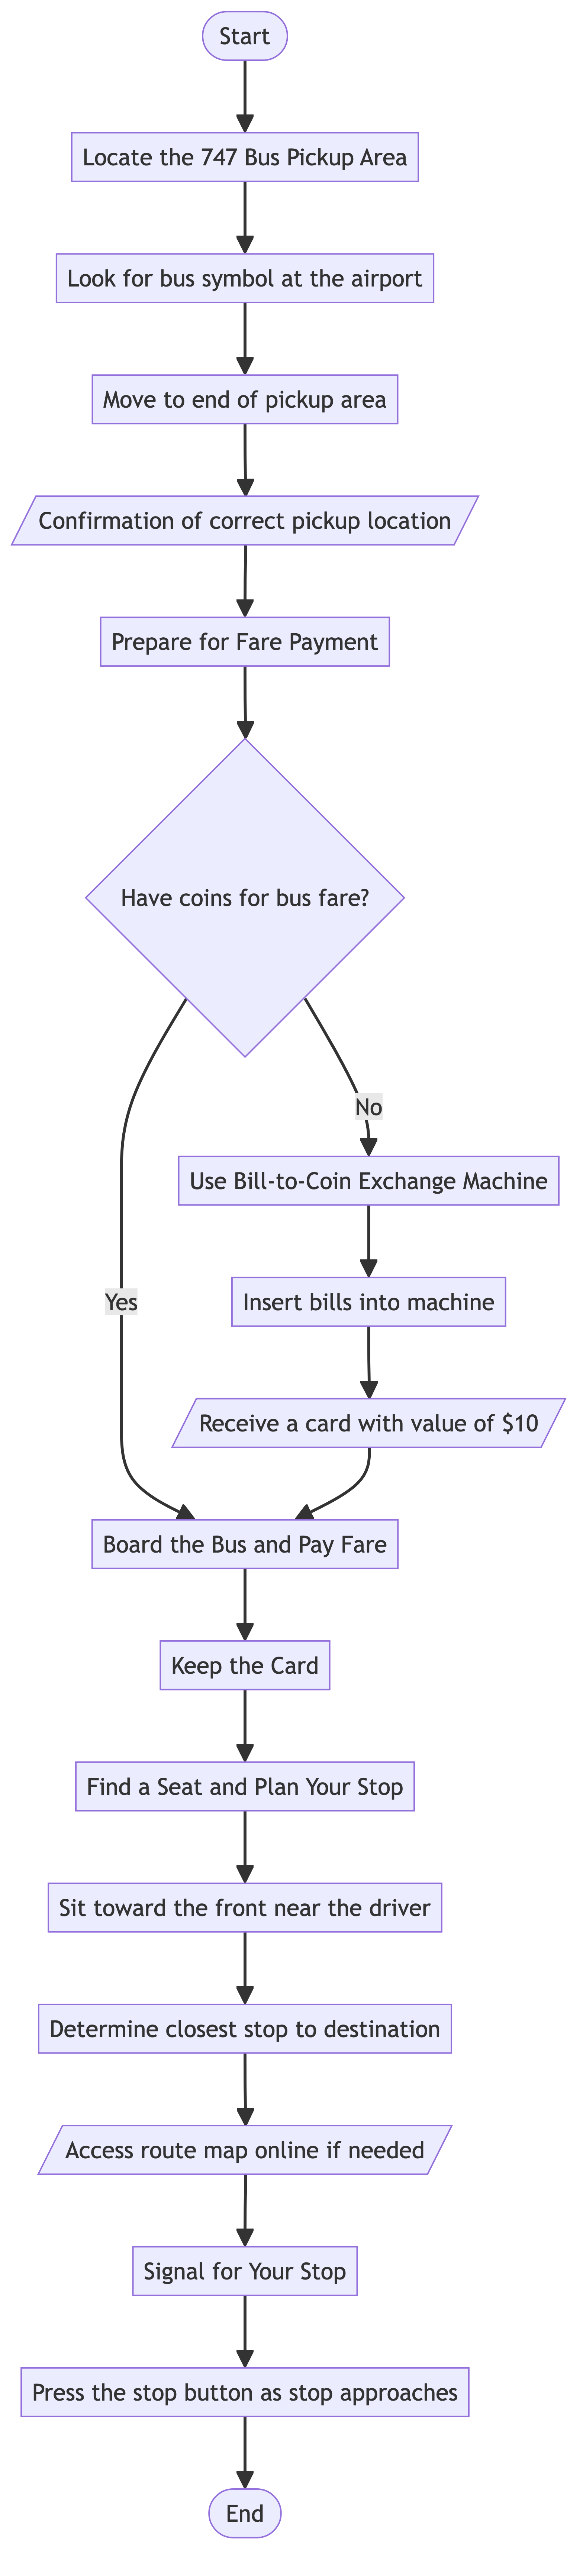 Start
Locate the 747 Bus Pickup Area
Look for bus symbol at the airport
Move to end of pickup area
Confirmation of correct pickup location
Prepare for Fare Payment
Have coins for bus fare?
No
Use Bill-to-Coin Exchange Machine
Yes
Insert bills into machine
Receive a card with value of $10
Board the Bus and Pay Fare
Keep the Card
Find a Seat and Plan Your Stop
Sit toward the front near the driver
Determine closest stop to destination
Access route map online if needed
Signal for Your Stop
Press the stop button as stop approaches
End